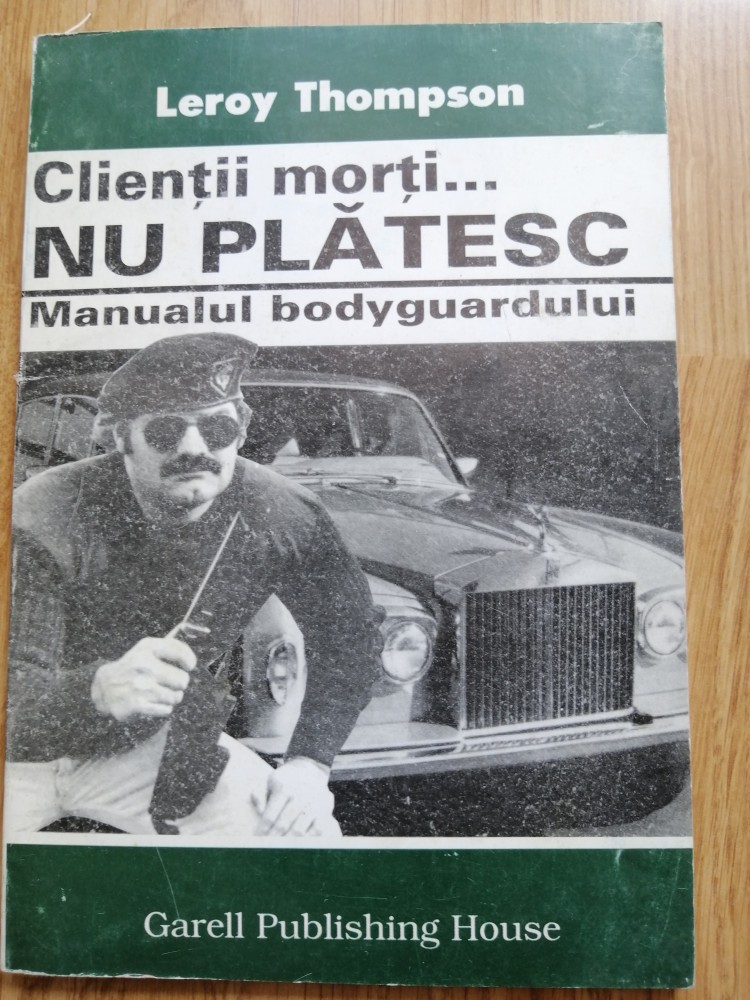 Leroy Thompson
Clienții morți...
NU PLĂTESC
Manualul bodyguardului
Garell Publishing House